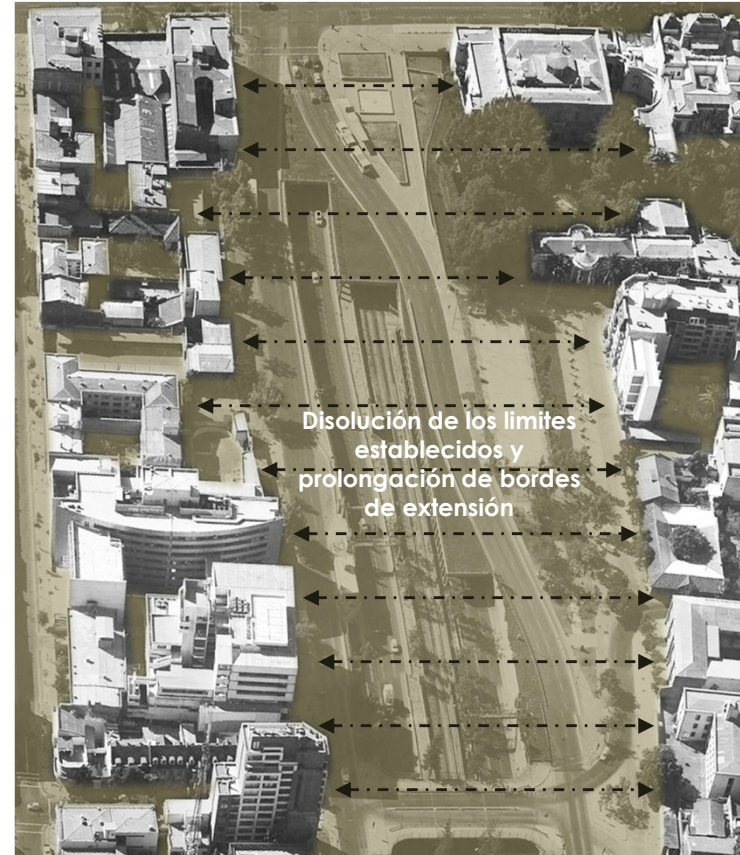 Disolución de los limites
establecidos y
prolongación de bordes
de extensión